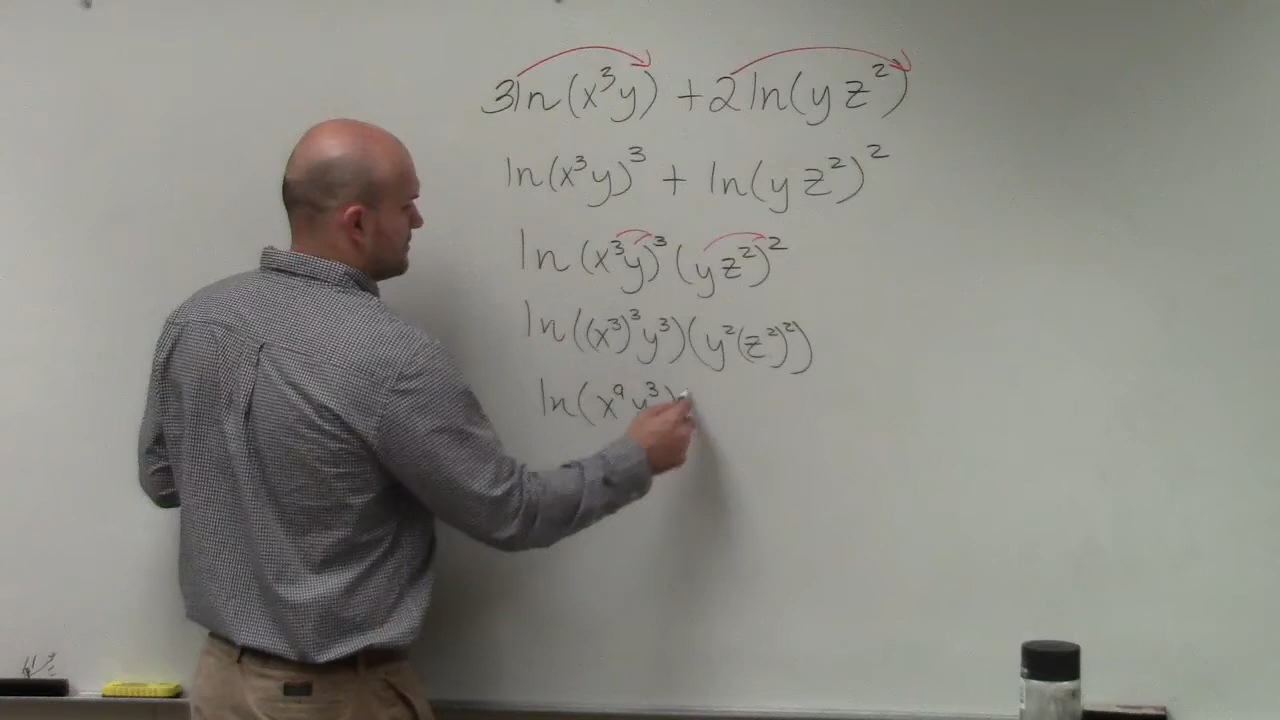 3ln(x³y) + 2ln(yz²)
ln(x³y)³ + ln(yz²)²
ln(x³y)³(yz²)²
ln((x³)³y³)(y²(z²)²)
ln(x⁹y³)